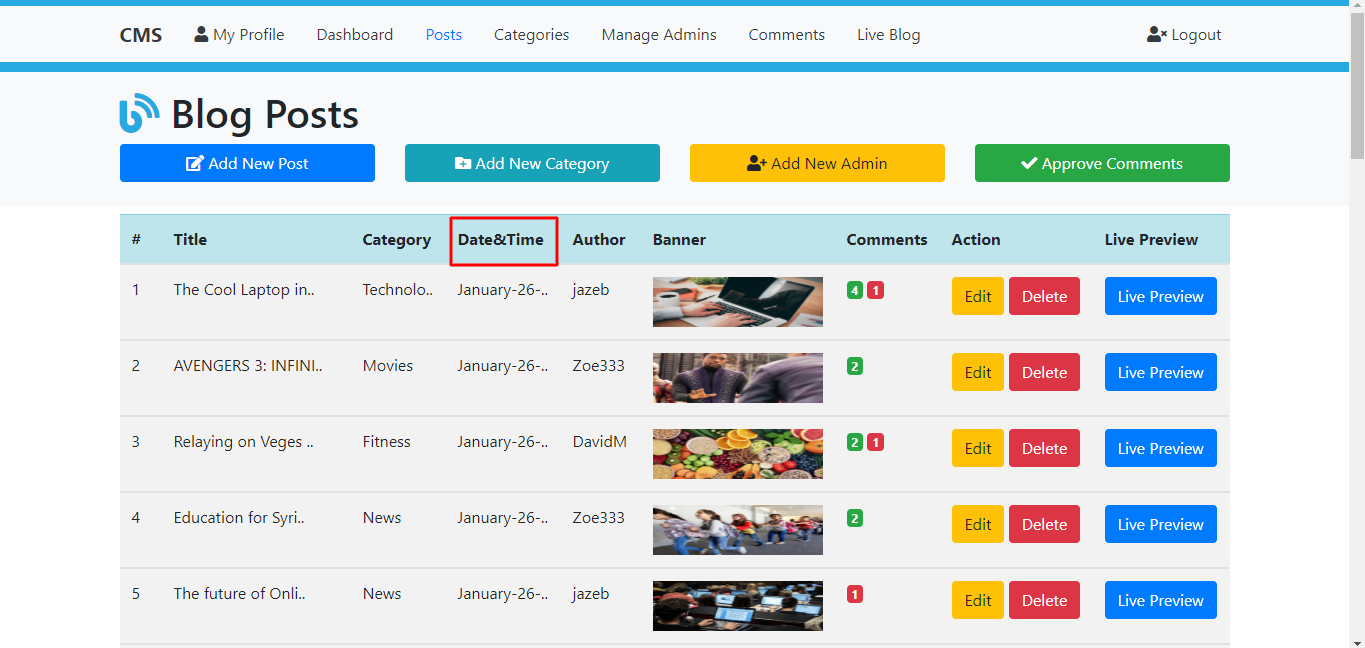 CMS My Profile Dashboard Posts Categories Manage Admins Comments Live Blog Logout
Blog Posts
Add New Post Add New Category Add New Admin Approve Comments
# Title Category Date&Time Author Banner Comments Action Live Preview
1 The Cool Laptop in.. Technolo.. January-26-.. jazeb 4 1 Edit Delete Live Preview
2 AVENGERS 3: INFINI.. Movies January-26-.. Zoe333 2 Edit Delete Live Preview
3 Relaying on Veges .. Fitness January-26-.. DavidM 2 1 Edit Delete Live Preview
4 Education for Syri.. News January-26-.. Zoe333 2 Edit Delete Live Preview
5 The future of Onli.. News January-26-.. jazeb 1 Edit Delete Live Preview